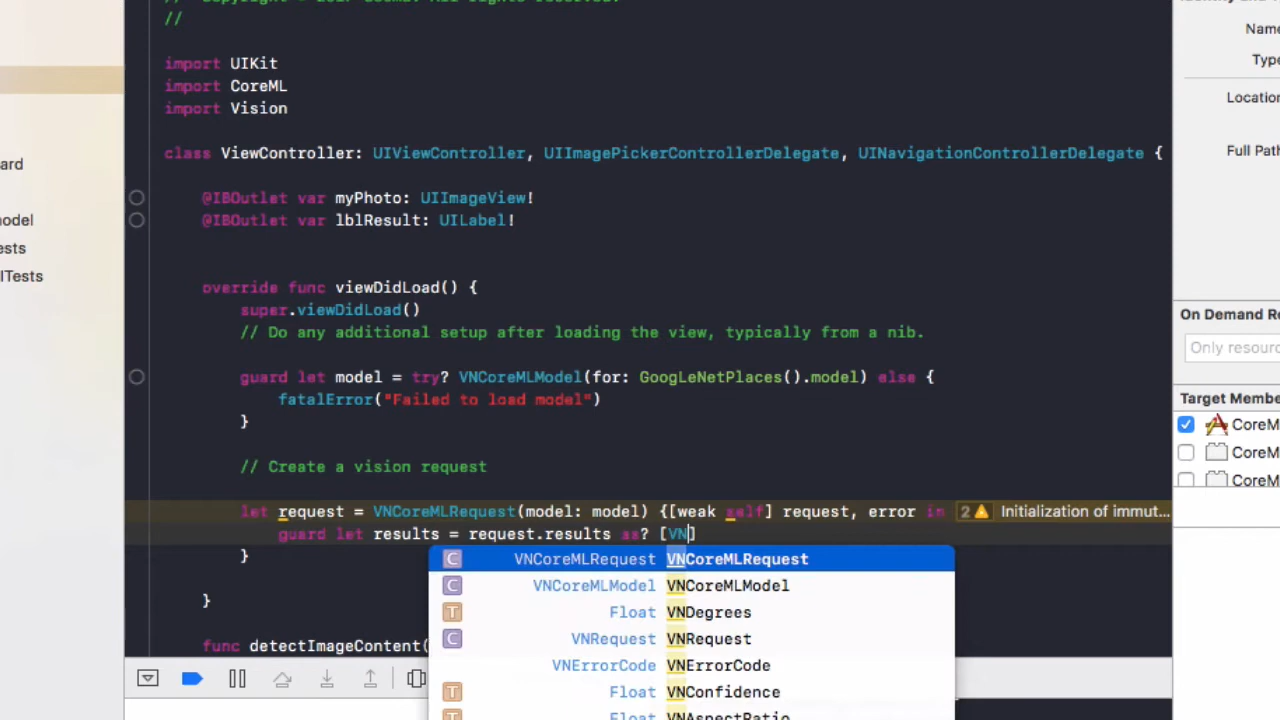 //
import UIKit
import CoreML
import Vision
class ViewController: UIViewController, UIImagePickerControllerDelegate, UINavigationControllerDelegate {
@IBOutlet var myPhoto: UIImageView!
@IBOutlet var lblResult: UILabel!
override func viewDidLoad() {
super.viewDidLoad()
// Do any additional setup after loading the view, typically from a nib.
guard let model = try? VNCoreMLModel(for: GoogLeNetPlaces().model) else {
fatalError("Failed to load model")
}
// Create a vision request
let request = VNCoreMLRequest(model: model) {[weak self] request, error in 2 Initialization of immut...
guard let results = request.results as? [VN]
}
}
func detectImageContent(
VNCoreMLRequest VNCoreMLRequest
VNCoreMLModel VNCoreMLModel
Float VNDegrees
VNRequest VNRequest
VNErrorCode VNErrorCode
Float VNConfidence
Float VNAspectRatio
ard
odel
ests
ITests
Name
Type
Location
Full Path
On Demand Re
Only resourc
Target Membe
CoreM
CoreM
CoreM